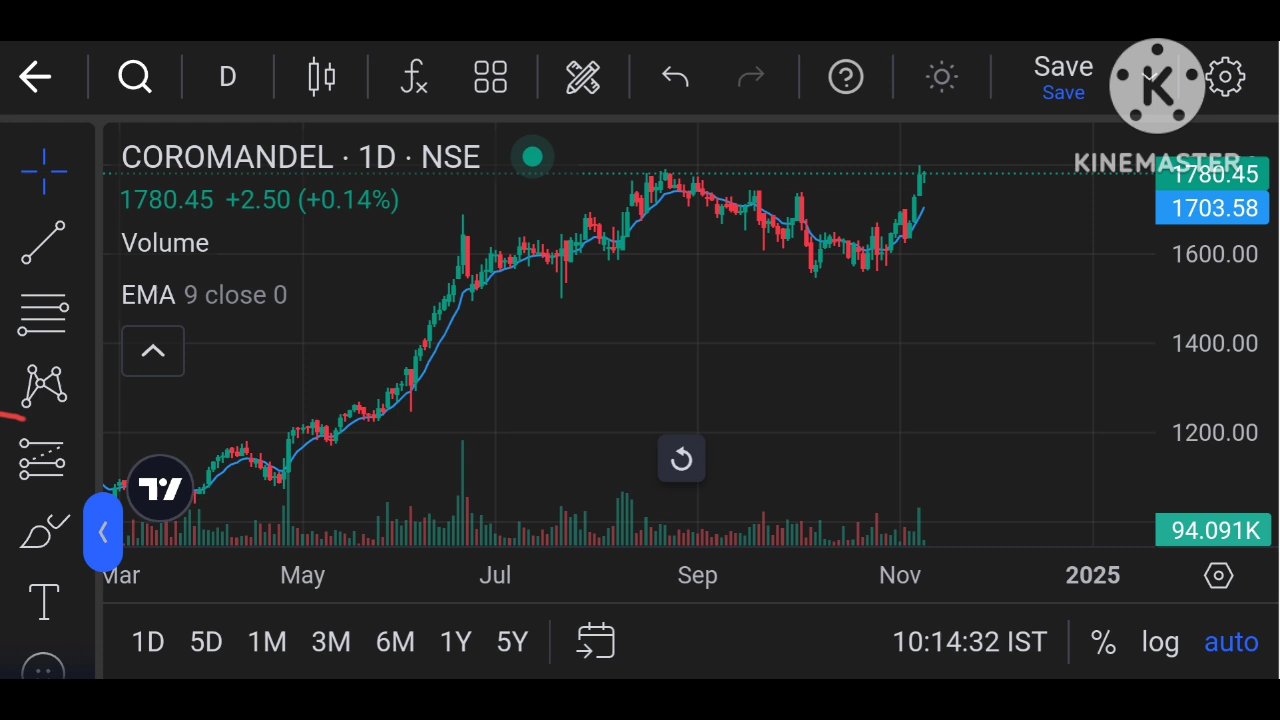 D
Save
Save
K
KINEMASTER
COROMANDEL · 1D · NSE
1780.45 +2.50 (+0.14%)
Volume
EMA 9 close 0
1780.45
1703.58
1600.00
1400.00
1200.00
94.091K
Mar May Jul Sep Nov 2025
1D 5D 1M 3M 6M 1Y 5Y
10:14:32 IST % log auto